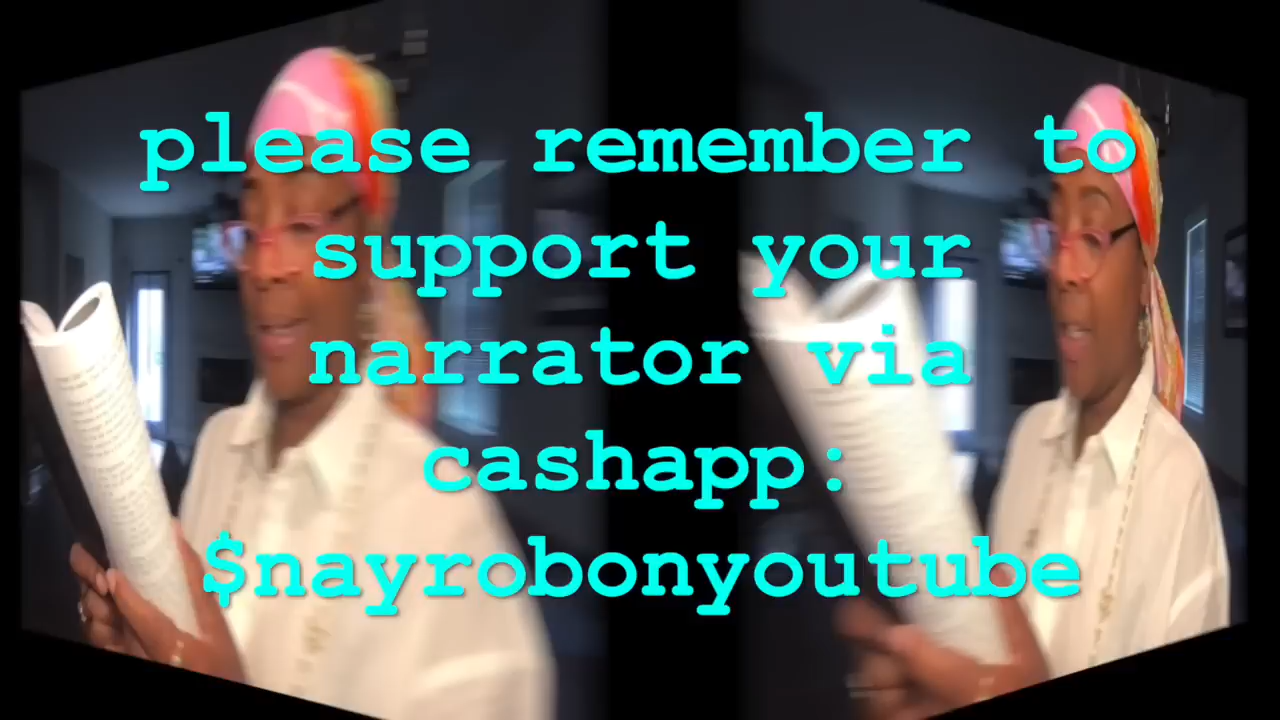 please remember to
support your
narrator via
cashapp:
$nayrobonyoutube